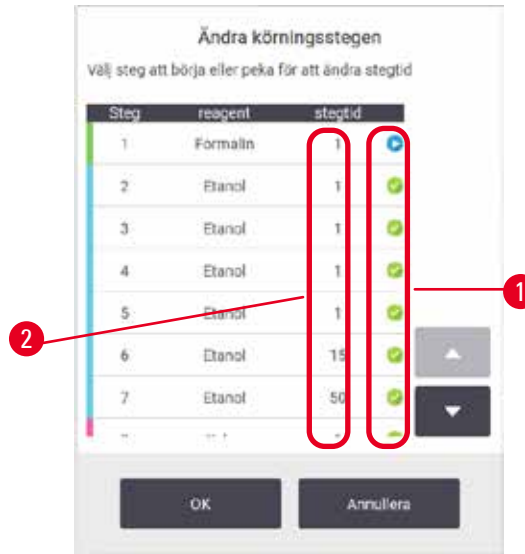 Ändra körningsstegen
Välj steg att börja eller peka för att ändra stegtid
Steg reagent stegtid
1 Formalin 1
2 Etanol 1
3 Etanol 1
4 Etanol 1
5 Etanol 1
1
2
6 Etanol 15
7 Etanol 50
OK Annullera